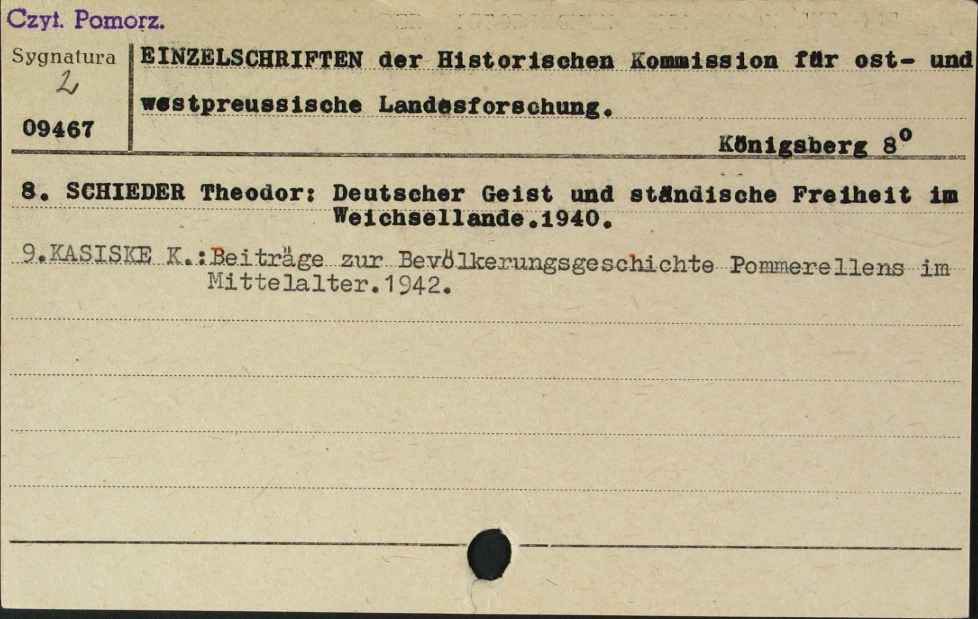 Czyt. Pomorz.
Sygnatura
2
09467
EINZELSCHRIFTEN der Historischen Kommission für ost- und
westpreussische Landesforschung.
Königsberg 8°
8. SCHIEDER Theodor: Deutscher Geist und ständische Freiheit im
Weichsellande.1940.
9.KASISKE K.:Beiträge zur Bevölkerungsgeschichte Pommerellens im
Mittelalter.1942.